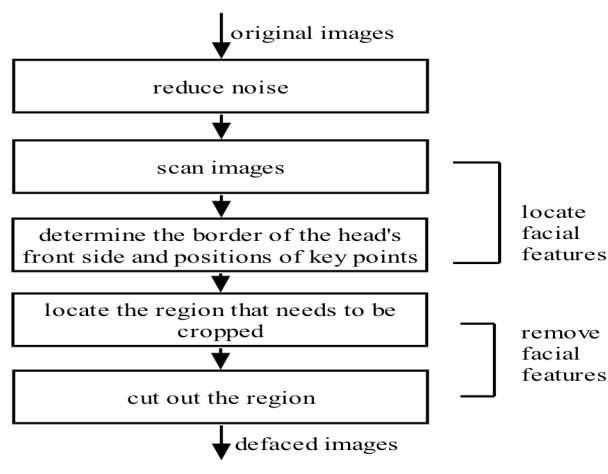 original images
reduce noise
scan images
determine the border of the head's
front side and positions of key points
locate
facial
features
locate the region that needs to be
cropped
remove
facial
features
cut out the region
defaced images